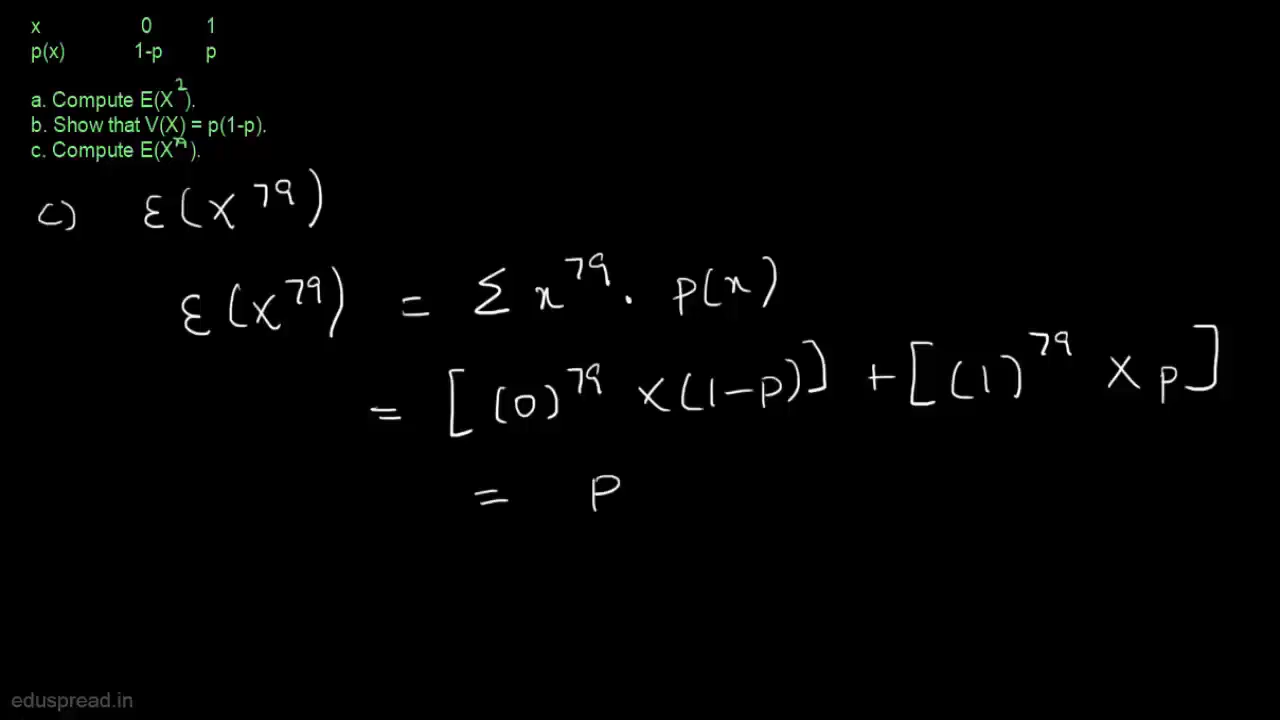 x 0 1
p(x) 1-p p
a. Compute E(X²).
b. Show that V(X) = p(1-p).
c. Compute E(X⁷⁹).
c) E(X⁷⁹)
E(X⁷⁹) = Σ x⁷⁹ . p(x)
= [(0)⁷⁹ × (1-p)] + [(1)⁷⁹ × p]
= p
eduspread.in